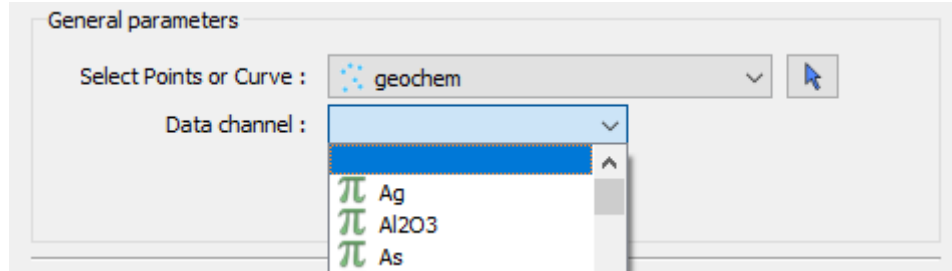 General parameters
Select Points or Curve : geochem
Data channel :
π Ag
π Al2O3
π As